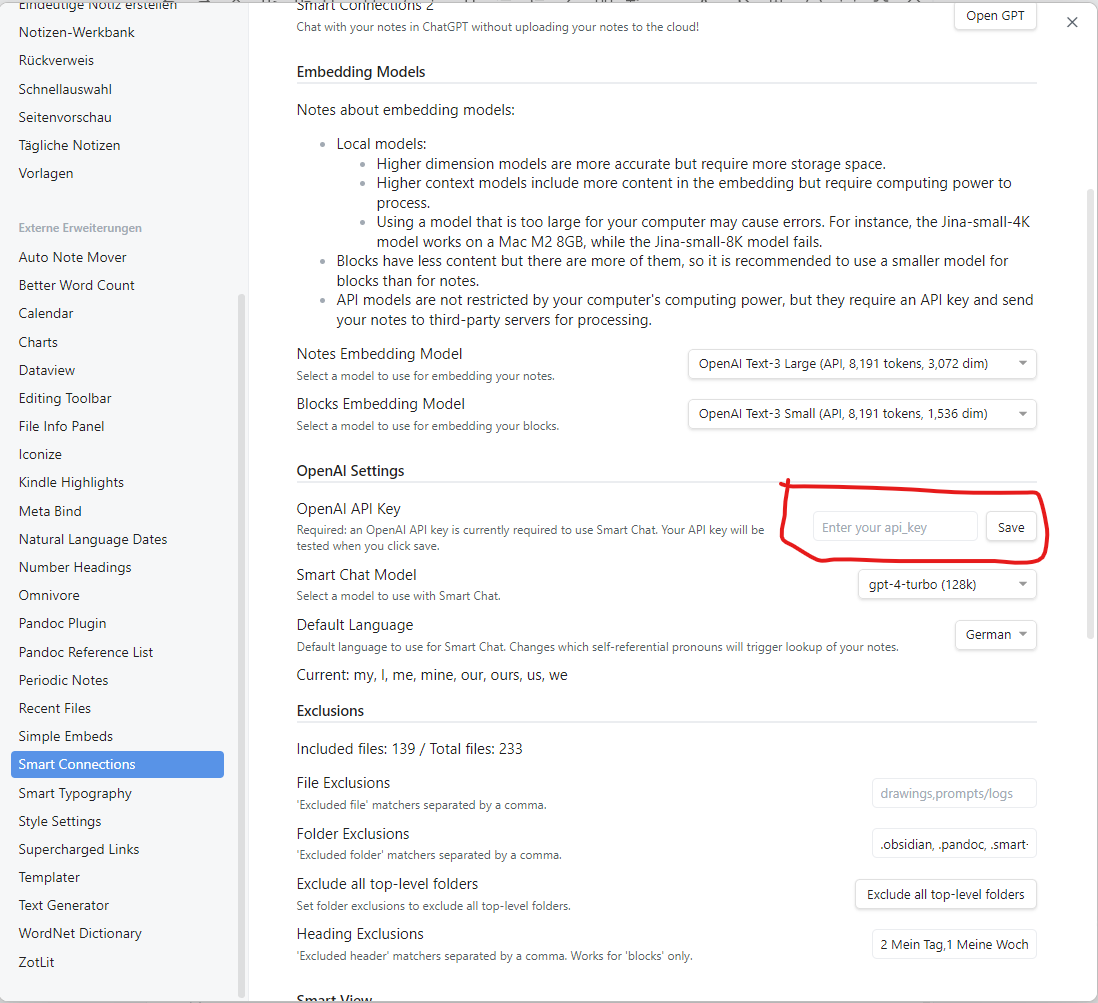 Eindeutige Notiz erstellen
Notizen-Werkbank
Rückverweis
Schnellauswahl
Seitenvorschau
Tägliche Notizen
Vorlagen
Externe Erweiterungen
Auto Note Mover
Better Word Count
Calendar
Charts
Dataview
Editing Toolbar
File Info Panel
Iconize
Kindle Highlights
Meta Bind
Natural Language Dates
Number Headings
Omnivore
Pandoc Plugin
Pandoc Reference List
Periodic Notes
Recent Files
Simple Embeds
Smart Connections
Smart Typography
Style Settings
Supercharged Links
Templater
Text Generator
WordNet Dictionary
ZotLit
Smart Connections 2
Chat with your notes in ChatGPT without uploading your notes to the cloud!
Open GPT
Embedding Models
Notes about embedding models:
Local models:
Higher dimension models are more accurate but require more storage space.
Higher context models include more content in the embedding but require computing power to
process.
Using a model that is too large for your computer may cause errors. For instance, the Jina-small-4K
model works on a Mac M2 8GB, while the Jina-small-8K model fails.
Blocks have less content but there are more of them, so it is recommended to use a smaller model for
blocks than for notes.
API models are not restricted by your computer's computing power, but they require an API key and send
your notes to third-party servers for processing.
Notes Embedding Model
Select a model to use for embedding your notes.
OpenAI Text-3 Large (API, 8,191 tokens, 3,072 dim)
Blocks Embedding Model
Select a model to use for embedding your blocks.
OpenAI Text-3 Small (API, 8,191 tokens, 1,536 dim)
OpenAI Settings
OpenAI API Key
Required: an OpenAI API key is currently required to use Smart Chat. Your API key will be
tested when you click save.
Enter your api_key
Save
Smart Chat Model
Select a model to use with Smart Chat.
gpt-4-turbo (128k)
Default Language
Default language to use for Smart Chat. Changes which self-referential pronouns will trigger lookup of your notes.
German
Current: my, I, me, mine, our, ours, us, we
Exclusions
Included files: 139 / Total files: 233
File Exclusions
'Excluded file' matchers separated by a comma.
drawings,prompts/logs
Folder Exclusions
'Excluded folder' matchers separated by a comma.
.obsidian, .pandoc, .smart-
Exclude all top-level folders
Set folder exclusions to exclude all top-level folders.
Exclude all top-level folders
Heading Exclusions
'Excluded header' matchers separated by a comma. Works for 'blocks' only.
2 Mein Tag,1 Meine Woch
Smart View